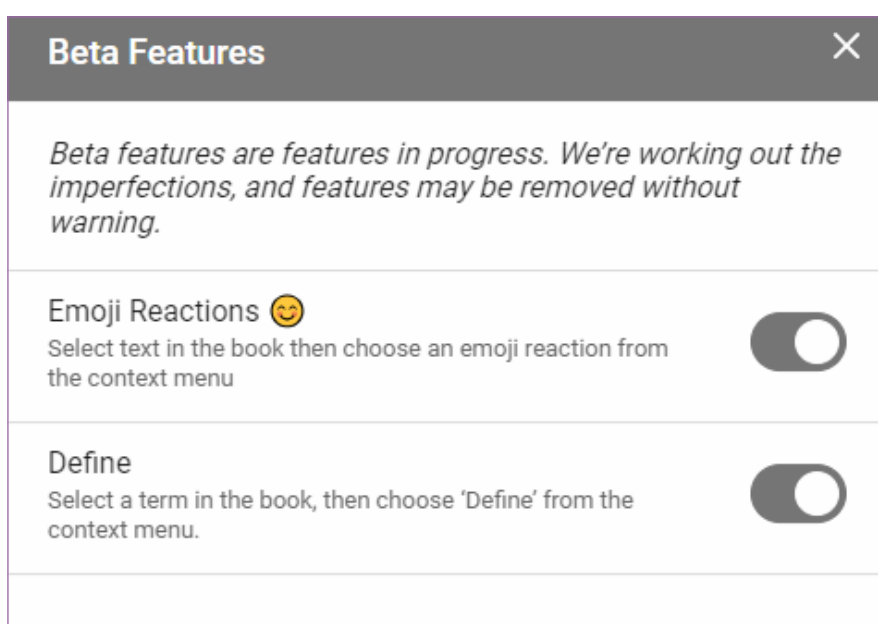 Beta Features
Beta features are features in progress. We’re working out the
imperfections, and features may be removed without
warning.
Emoji Reactions 😊
Select text in the book then choose an emoji reaction from
the context menu
Define
Select a term in the book, then choose ‘Define’ from the
context menu.